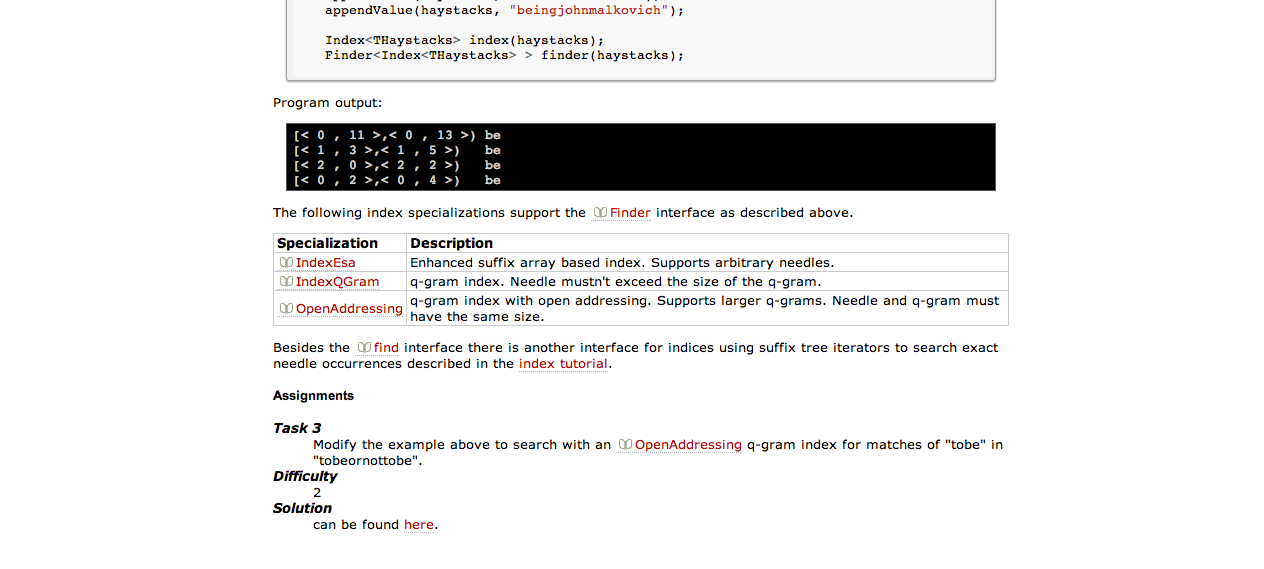 appendValue(haystacks, "beingjohnmalkovich");
Index<THaystacks> index(haystacks);
Finder<Index<THaystacks> > finder(haystacks);
Program output:
[< 0 , 11 >,< 0 , 13 >) be
[< 1 , 3 >,< 1 , 5 >)   be
[< 2 , 0 >,< 2 , 2 >)   be
[< 0 , 2 >,< 0 , 4 >)   be
The following index specializations support the Finder interface as described above.
Specialization Description
IndexEsa Enhanced suffix array based index. Supports arbitrary needles.
IndexQGram q-gram index. Needle mustn't exceed the size of the q-gram.
OpenAddressing q-gram index with open addressing. Supports larger q-grams. Needle and q-gram must
have the same size.
Besides the find interface there is another interface for indices using suffix tree iterators to search exact
needle occurrences described in the index tutorial.
Assignments
Task 3
Modify the example above to search with an OpenAddressing q-gram index for matches of "tobe" in
"tobeornottobe".
Difficulty
2
Solution
can be found here.